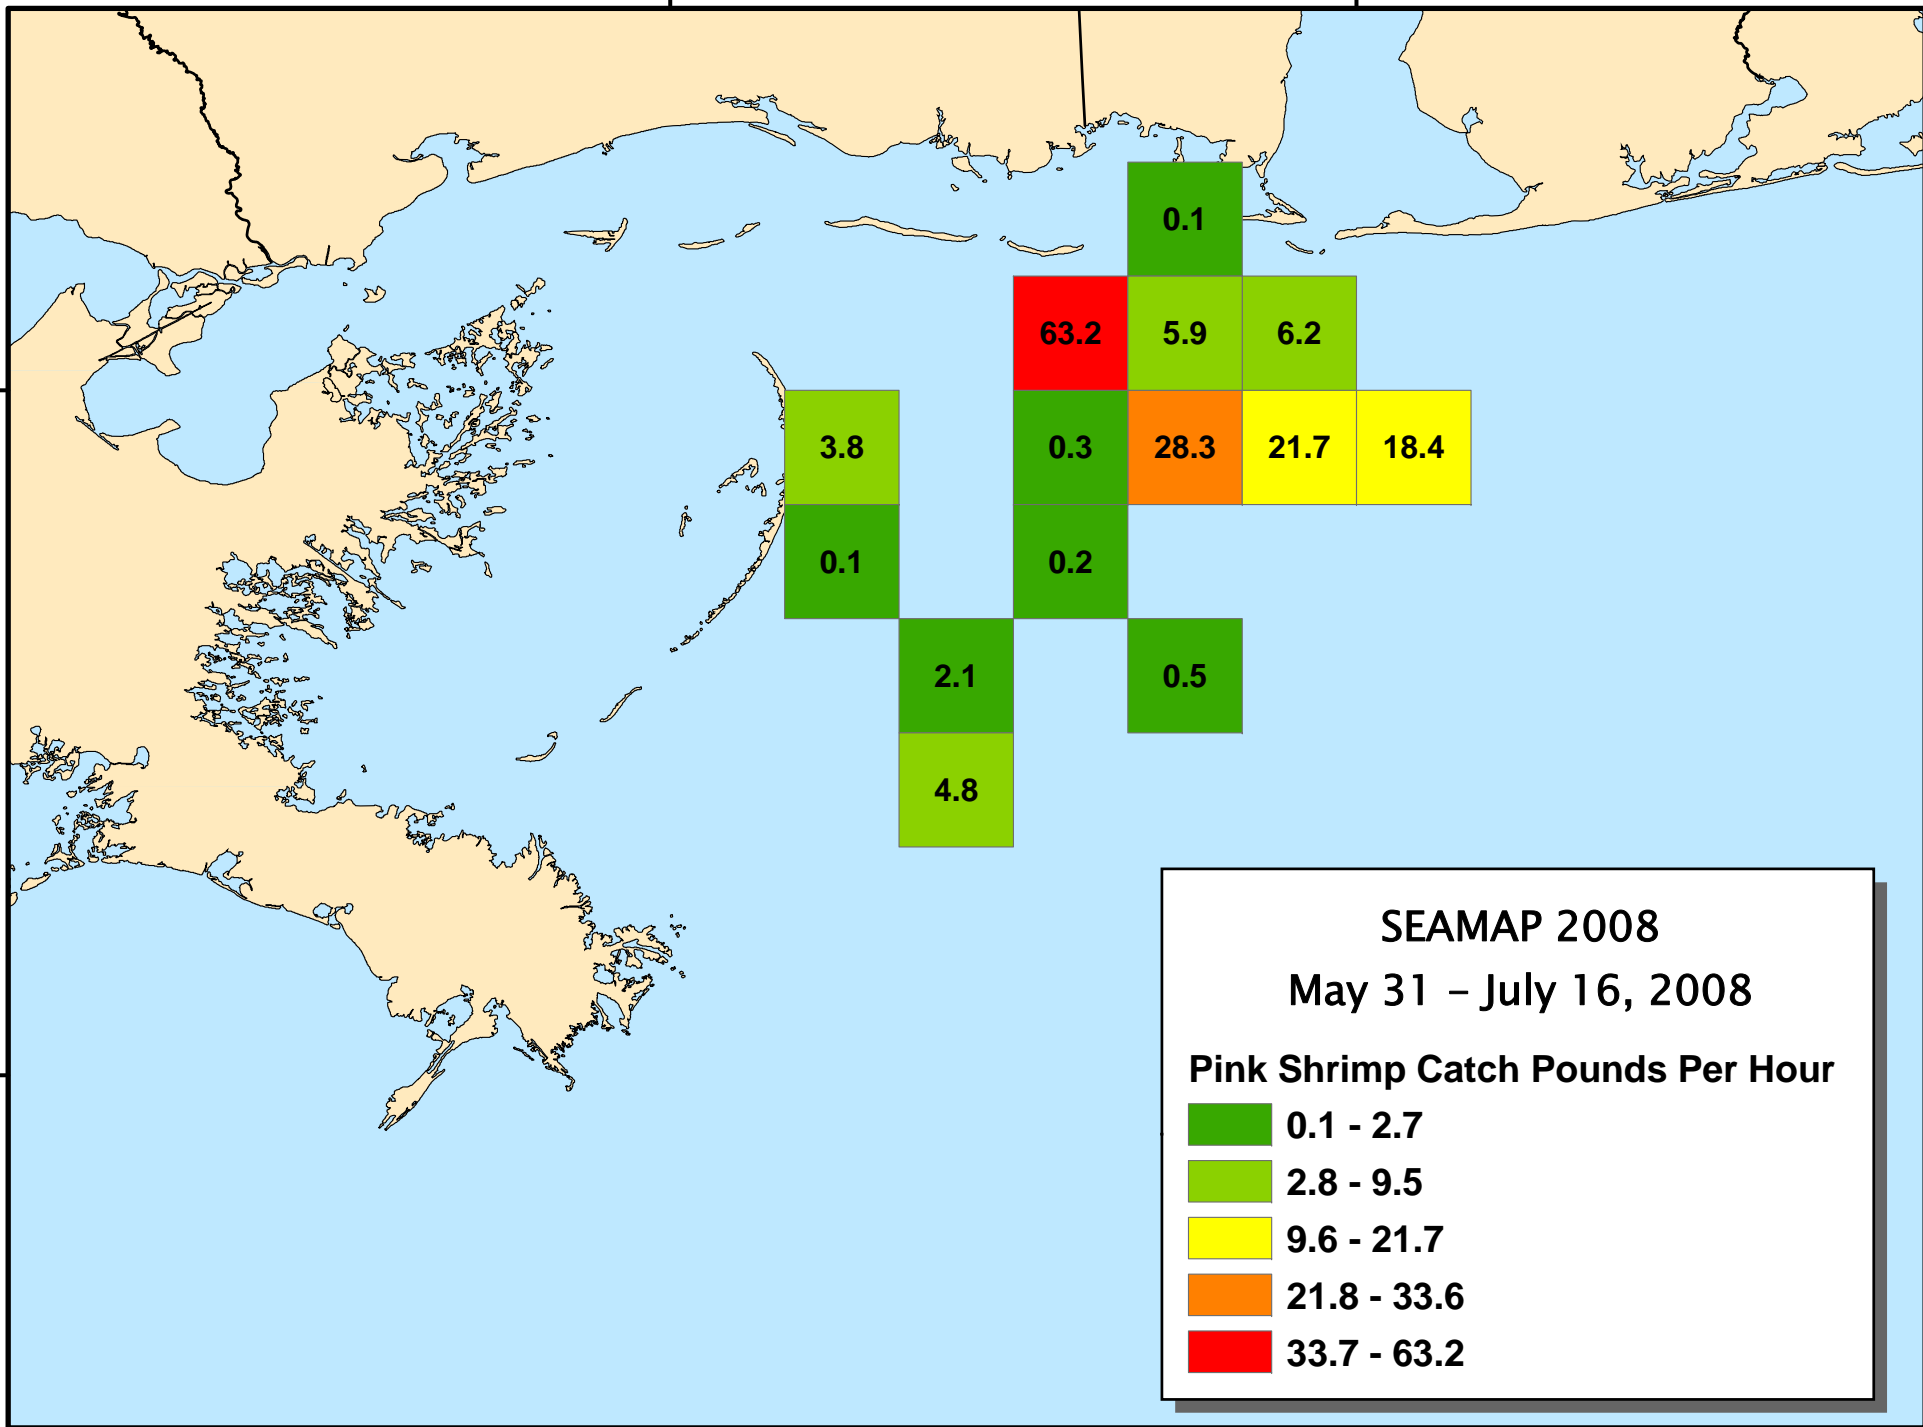 0.1
63.2 5.9 6.2
3.8 0.3 28.3 21.7 18.4
0.1 0.2
2.1 0.5
4.8
SEAMAP 2008
May 31 – July 16, 2008
Pink Shrimp Catch Pounds Per Hour
0.1 - 2.7
2.8 - 9.5
9.6 - 21.7
21.8 - 33.6
33.7 - 63.2